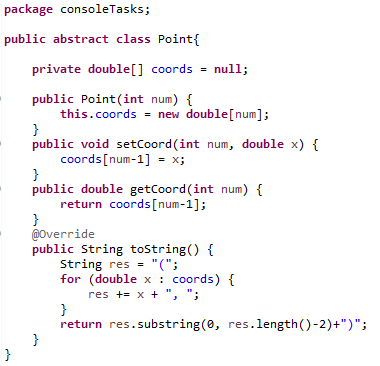 package consoleTasks;
public abstract class Point{
private double[] coords = null;
public Point(int num) {
this.coords = new double[num];
}
public void setCoord(int num, double x) {
coords[num-1] = x;
}
public double getCoord(int num) {
return coords[num-1];
}
@Override
public String toString() {
String res = "(";
for (double x : coords) {
res += x + ", ";
}
return res.substring(0, res.length()-2)+")";
}
}